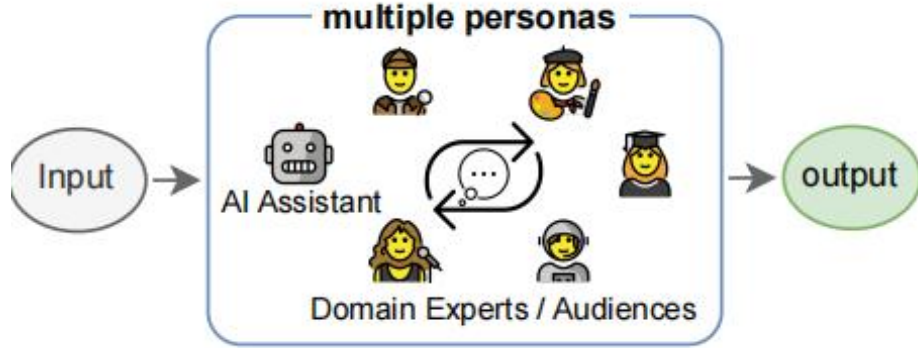 multiple personas
Input
AI Assistant
...
output
Domain Experts / Audiences